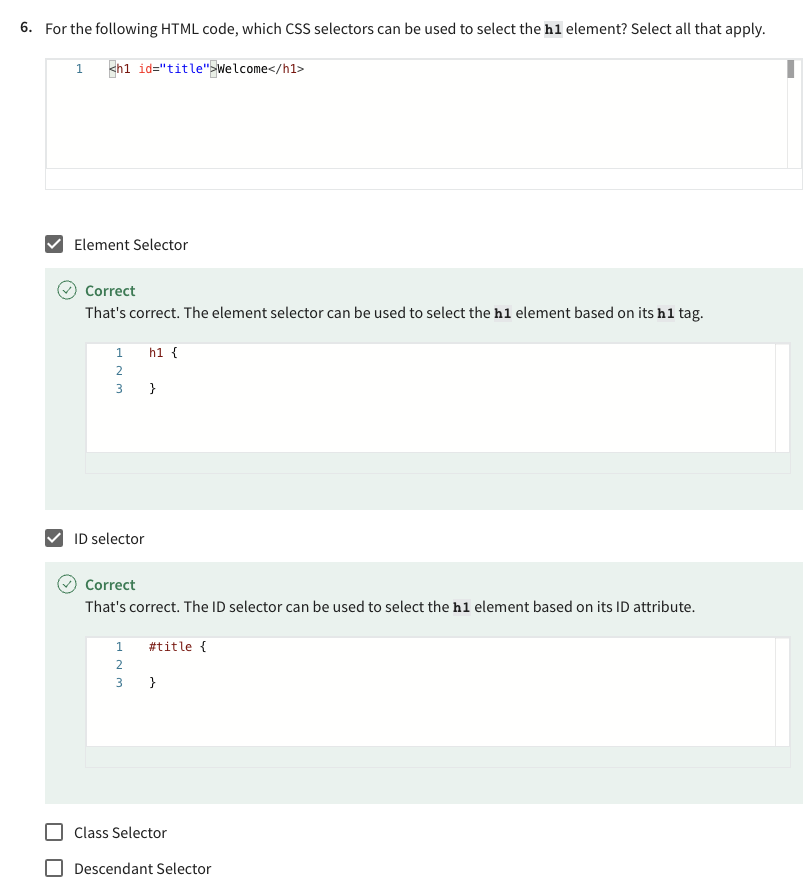 6. For the following HTML code, which CSS selectors can be used to select the h1 element? Select all that apply.
1 <h1 id="title">Welcome</h1>
Element Selector
Correct
That's correct. The element selector can be used to select the h1 element based on its h1 tag.
1 h1 {
2
3 }
ID selector
Correct
That's correct. The ID selector can be used to select the h1 element based on its ID attribute.
1 #title {
2
3 }
Class Selector
Descendant Selector